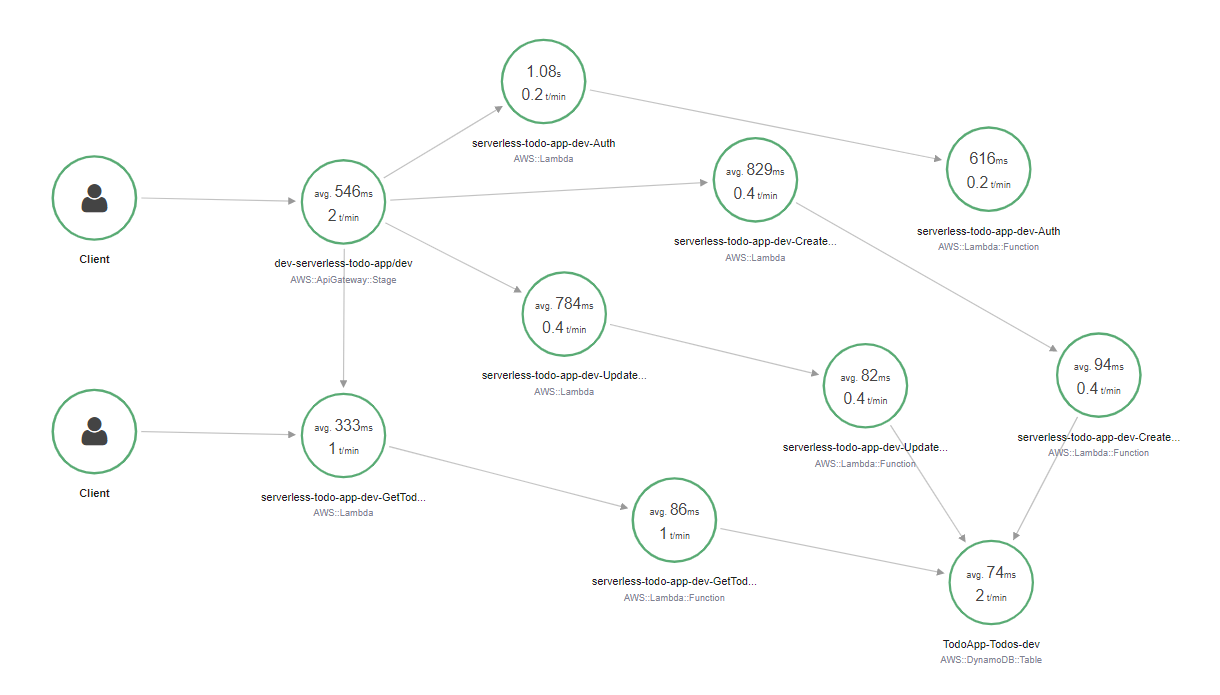 1.08s
0.2 t/min
serverless-todo-app-dev-Auth
AWS::Lambda
616ms
0.2 t/min
serverless-todo-app-dev-Auth
AWS::Lambda::Function
avg. 829ms
0.4 t/min
serverless-todo-app-dev-Create...
AWS::Lambda
Client
avg. 546ms
2 t/min
dev-serverless-todo-app/dev
AWS::ApiGateway::Stage
avg. 784ms
0.4 t/min
serverless-todo-app-dev-Update...
AWS::Lambda
avg. 82ms
0.4 t/min
serverless-todo-app-dev-Update...
AWS::Lambda::Function
avg. 94ms
0.4 t/min
serverless-todo-app-dev-Create...
AWS::Lambda::Function
Client
avg. 333ms
1 t/min
serverless-todo-app-dev-GetTod...
AWS::Lambda
avg. 86ms
1 t/min
serverless-todo-app-dev-GetTod...
AWS::Lambda::Function
avg. 74ms
2 t/min
TodoApp-Todos-dev
AWS::DynamoDB::Table